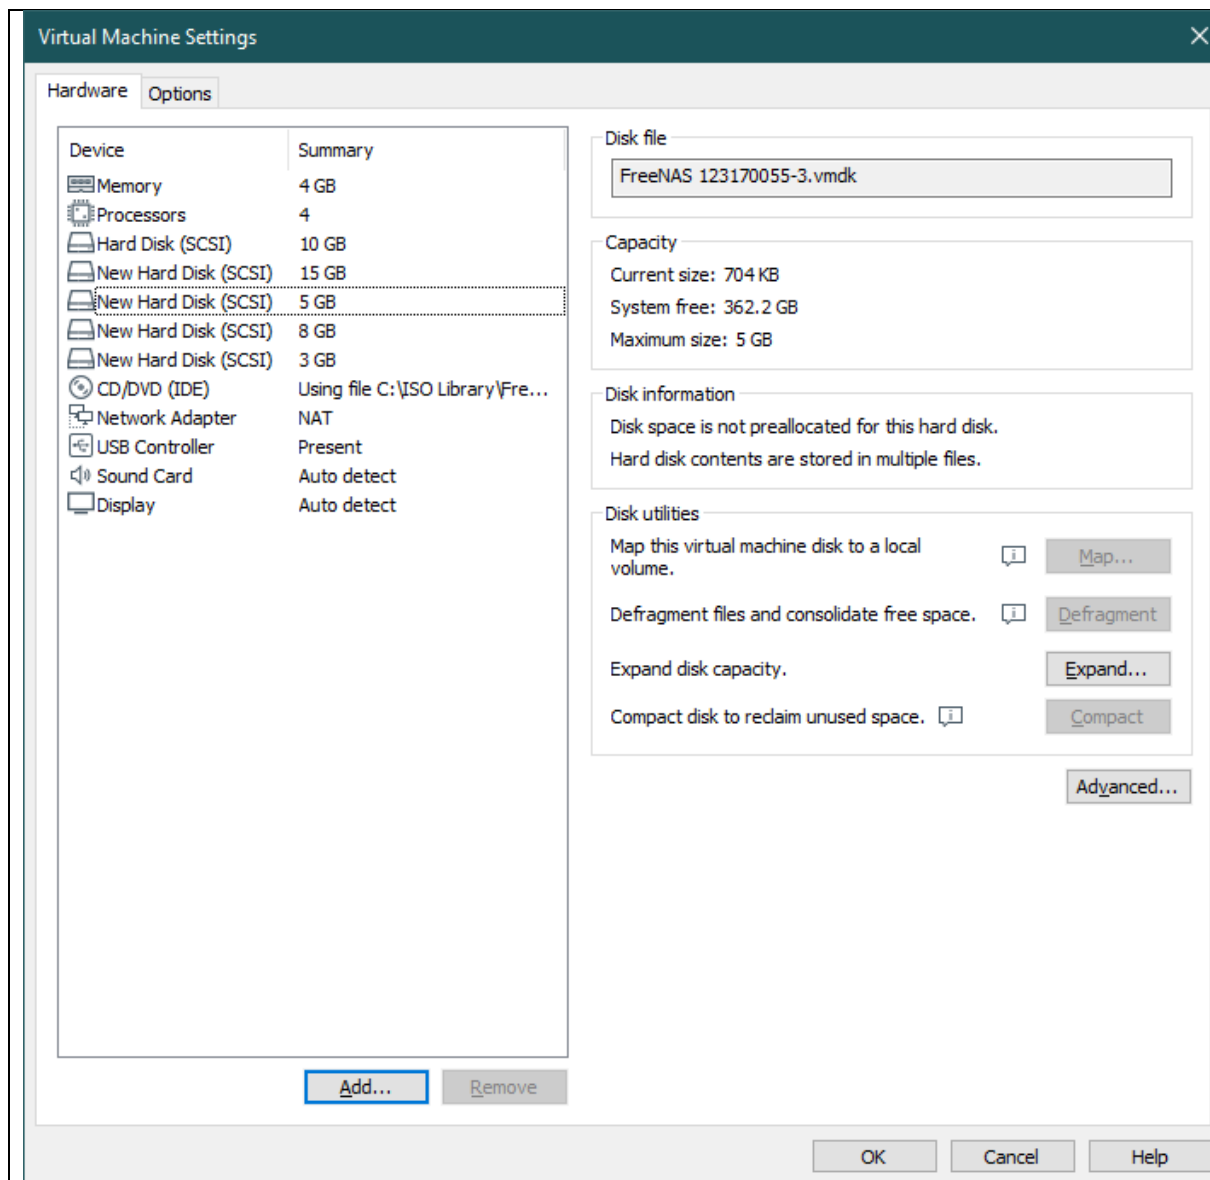 Virtual Machine Settings
Hardware Options
Device Summary
Memory 4 GB
Processors 4
Hard Disk (SCSI) 10 GB
New Hard Disk (SCSI) 15 GB
New Hard Disk (SCSI) 5 GB
New Hard Disk (SCSI) 8 GB
New Hard Disk (SCSI) 3 GB
CD/DVD (IDE) Using file C:\ISO Library\Fre...
Network Adapter NAT
USB Controller Present
Sound Card Auto detect
Display Auto detect
Add... Remove
Disk file
FreeNAS 123170055-3.vmdk
Capacity
Current size: 704 KB
System free: 362.2 GB
Maximum size: 5 GB
Disk information
Disk space is not preallocated for this hard disk.
Hard disk contents are stored in multiple files.
Disk utilities
Map this virtual machine disk to a local
volume.
Map...
Defragment files and consolidate free space. Defragment
Expand disk capacity. Expand...
Compact disk to reclaim unused space. Compact
Advanced...
OK Cancel Help